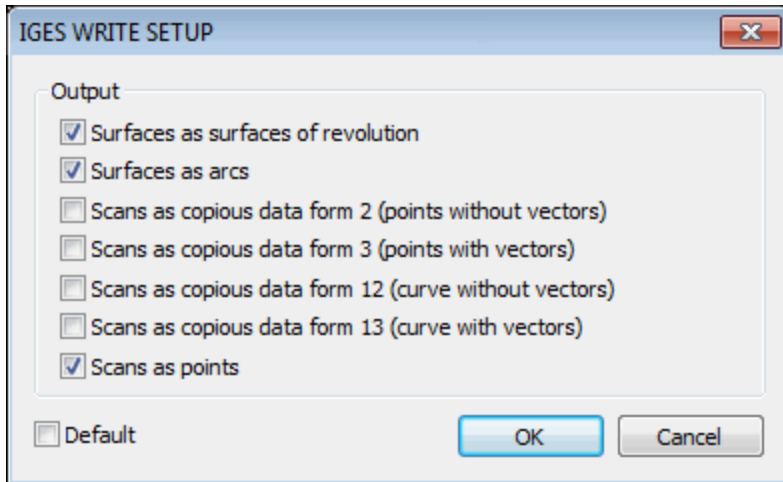 IGES WRITE SETUP
Output
Surfaces as surfaces of revolution
Surfaces as arcs
Scans as copious data form 2 (points without vectors)
Scans as copious data form 3 (points with vectors)
Scans as copious data form 12 (curve without vectors)
Scans as copious data form 13 (curve with vectors)
Scans as points
Default OK Cancel